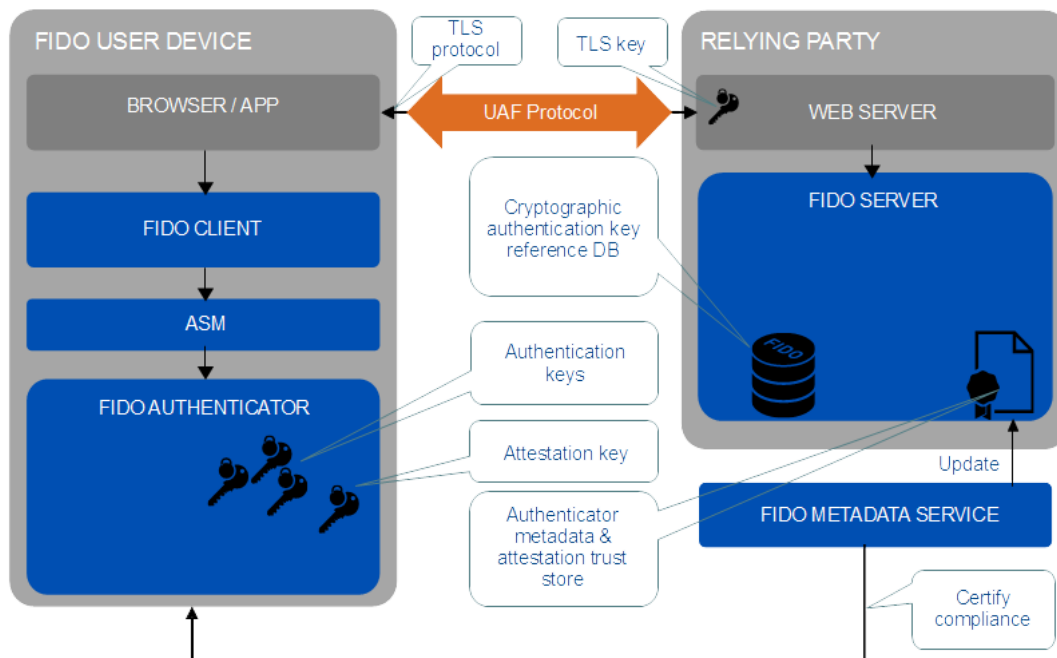 FIDO USER DEVICE
TLS
protocol
TLS key
RELYING PARTY
BROWSER / APP
UAF Protocol
WEB SERVER
FIDO CLIENT
Cryptographic
authentication key
reference DB
FIDO SERVER
ASM
FIDO
Authentication
keys
FIDO AUTHENTICATOR
Attestation key
Update
Authenticator
metadata &
attestation trust
store
FIDO METADATA SERVICE
Certify
compliance